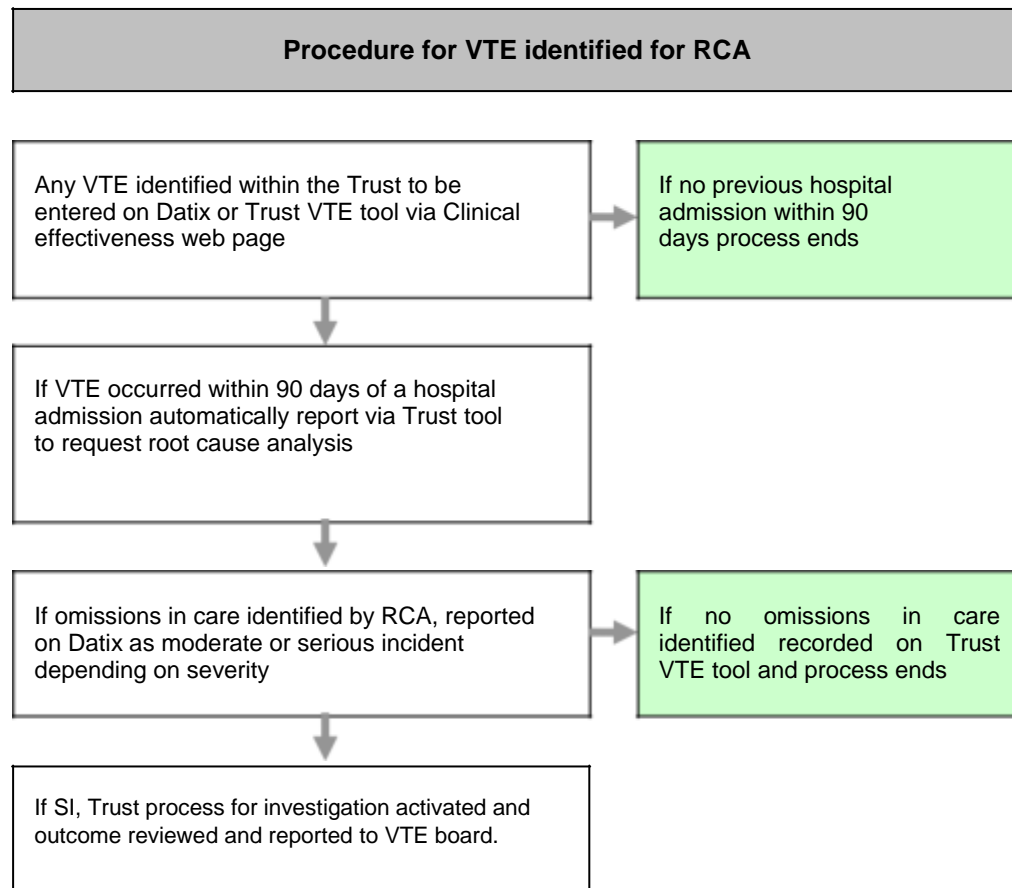 Procedure for VTE identified for RCA
Any VTE identified within the Trust to be
entered on Datix or Trust VTE tool via Clinical
effectiveness web page
If no previous hospital
admission within 90
days process ends
If VTE occurred within 90 days of a hospital
admission automatically report via Trust tool
to request root cause analysis
If omissions in care identified by RCA, reported
on Datix as moderate or serious incident
depending on severity
If no omissions in care
identified recorded on Trust
VTE tool and process ends
If SI, Trust process for investigation activated and
outcome reviewed and reported to VTE board.